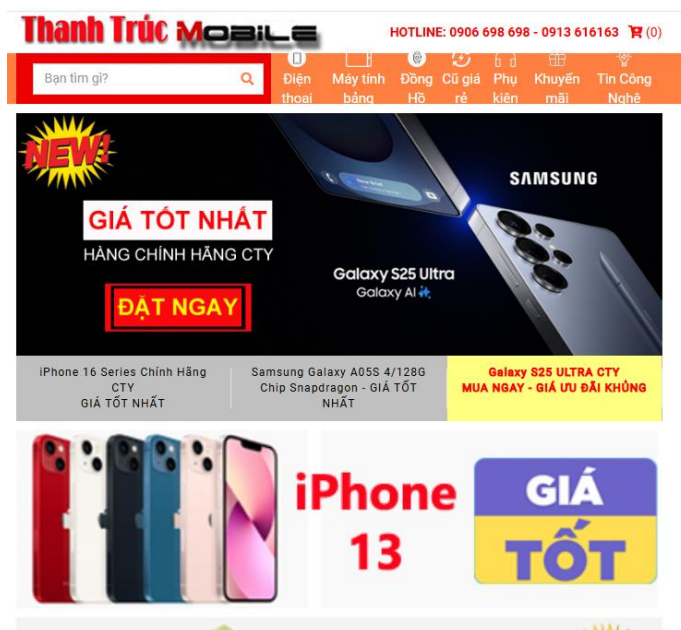 Thanh Trúc MOBILE
HOTLINE: 0906 698 698 - 0913 616163 (0)
Bạn tìm gì?
Điện thoại
Máy tính bảng
Đồng Hồ
Cũ giá rẻ
Phụ kiện
Khuyến mãi
Tin Công Nghệ
NEW!
SAMSUNG
GIÁ TỐT NHẤT
HÀNG CHÍNH HÃNG CTY
Galaxy S25 Ultra
Galaxy AI
ĐẶT NGAY
iPhone 16 Series Chính Hãng
CTY
GIÁ TỐT NHẤT
Samsung Galaxy A05S 4/128G
Chip Snapdragon - GIÁ TỐT
NHẤT
Galaxy S25 ULTRA CTY
MUA NGAY - GIÁ ƯU ĐÃI KHỦNG
iPhone
13
GIÁ
TỐT